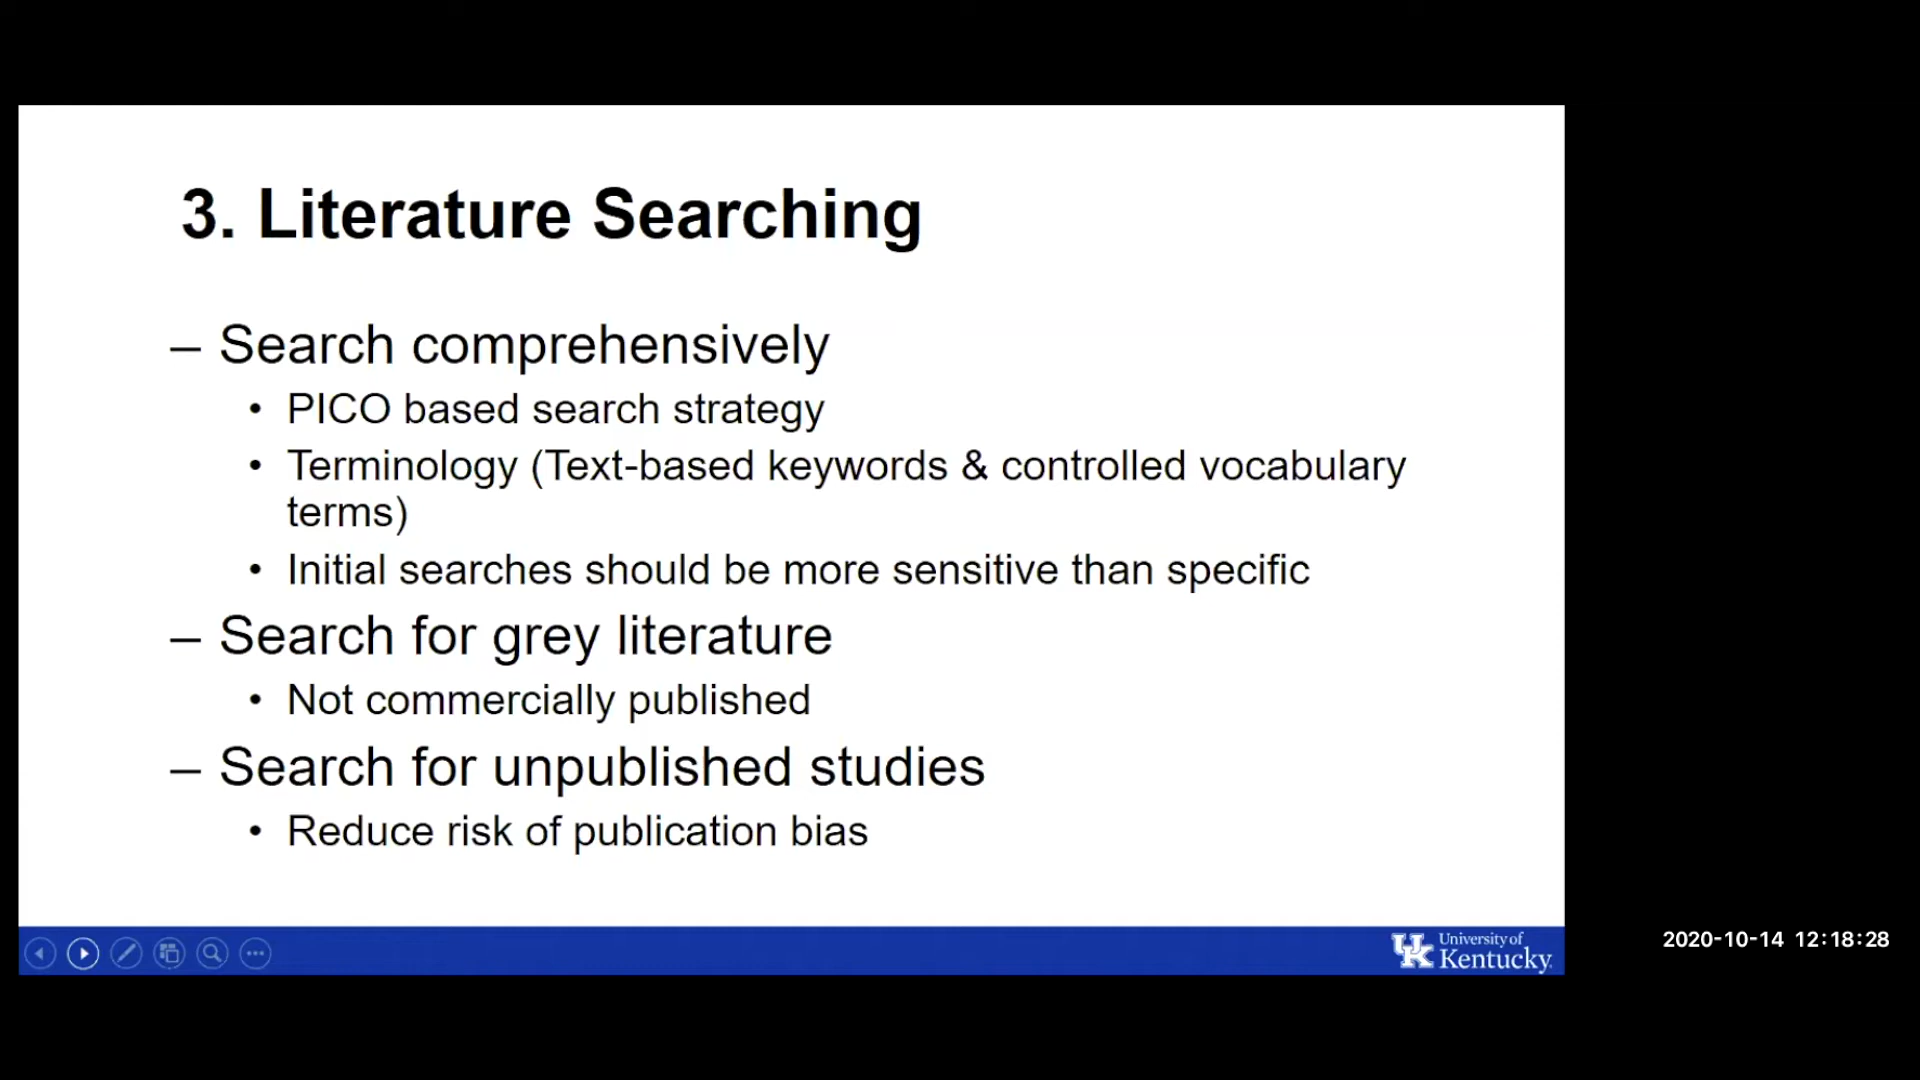 3. Literature Searching
– Search comprehensively
• PICO based search strategy
• Terminology (Text-based keywords & controlled vocabulary
terms)
• Initial searches should be more sensitive than specific
– Search for grey literature
• Not commercially published
– Search for unpublished studies
• Reduce risk of publication bias
UK University of
Kentucky
2020-10-14 12:18:28